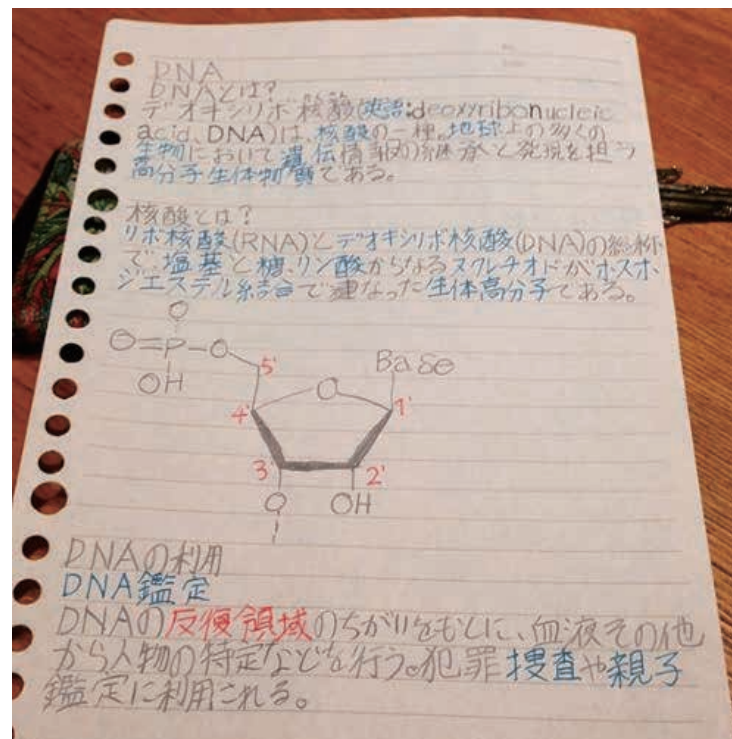 DNA
DNAとは?
デオキシリボ核酸(英語:deoxyribonucleic
acid、DNA)は、核酸の一種。地球上の多くの
生物において遺伝情報の継承と発現を担う
高分子生体物質である。
核酸とは?
リボ核酸(RNA)とデオキシリボ核酸(DNA)の総称
で、塩基と糖、リン酸からなるヌクレオチドがホスホ
ジエステル結合で連なった生体高分子である。
O
O=P-O
5'
Base
OH
O
4'
1'
3'
2'
O
OH
DNAの利用
DNA鑑定
DNAの反復領域のちがいをもとに、血液その他
から人物の特定などを行う。犯罪捜査や親子
鑑定に利用される。